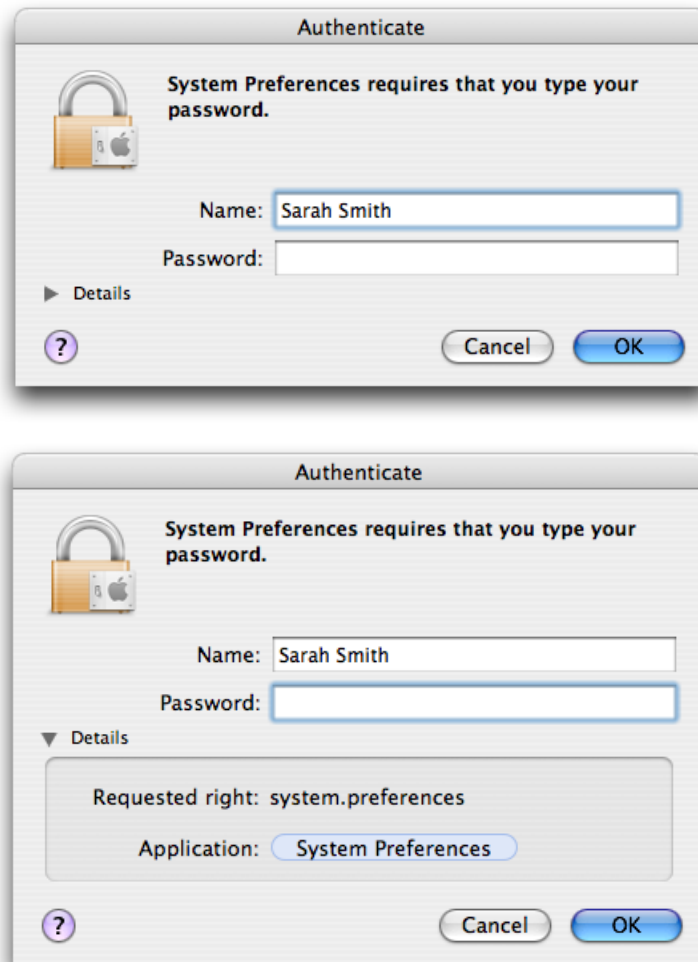 Authenticate
System Preferences requires that you type your
password.
Name: Sarah Smith
Password:
Details
? Cancel OK
Authenticate
System Preferences requires that you type your
password.
Name: Sarah Smith
Password:
Details
Requested right: system.preferences
Application: System Preferences
? Cancel OK